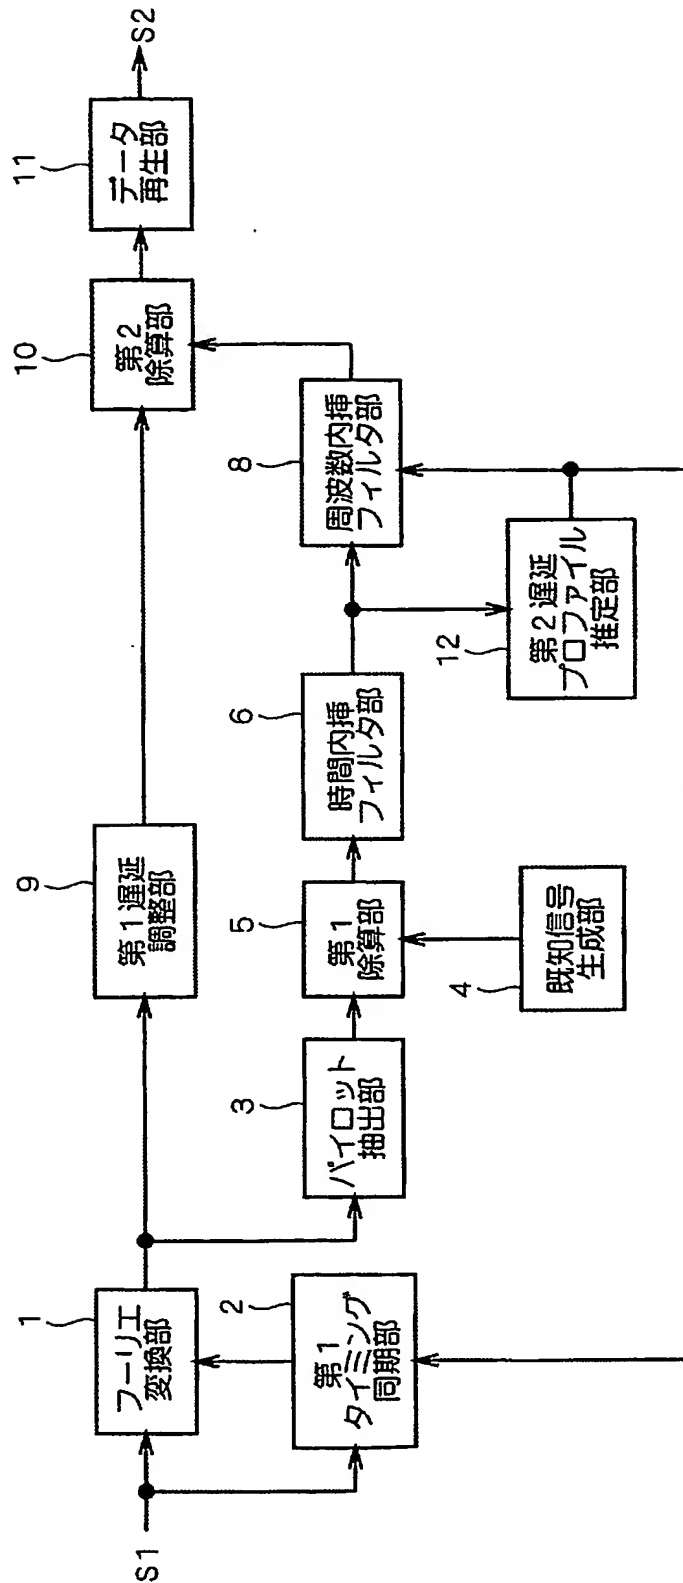 S1
1
フーリエ
変換部
2
第1
タイミング
同期部
3
パイロット
抽出部
4
既知信号
生成部
5
第1
除算部
6
時間内挿
フィルタ部
8
周波数内挿
フィルタ部
9
第1遅延
調整部
10
第2
除算部
11
データ
再生部
S2
12
第2遅延
プロファイル
推定部